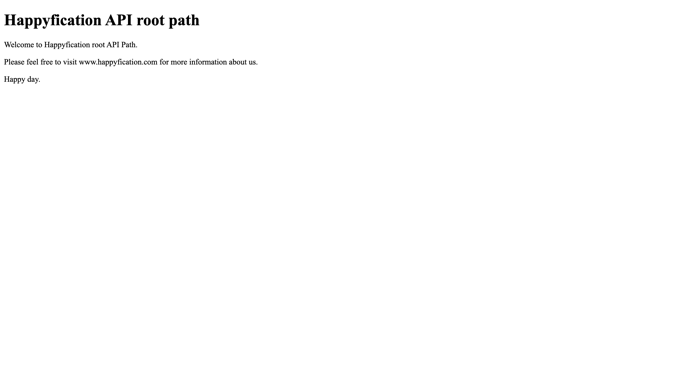 Happyfication API root path
Welcome to Happyfication root API Path.
Please feel free to visit www.happyfication.com for more information about us.
Happy day.